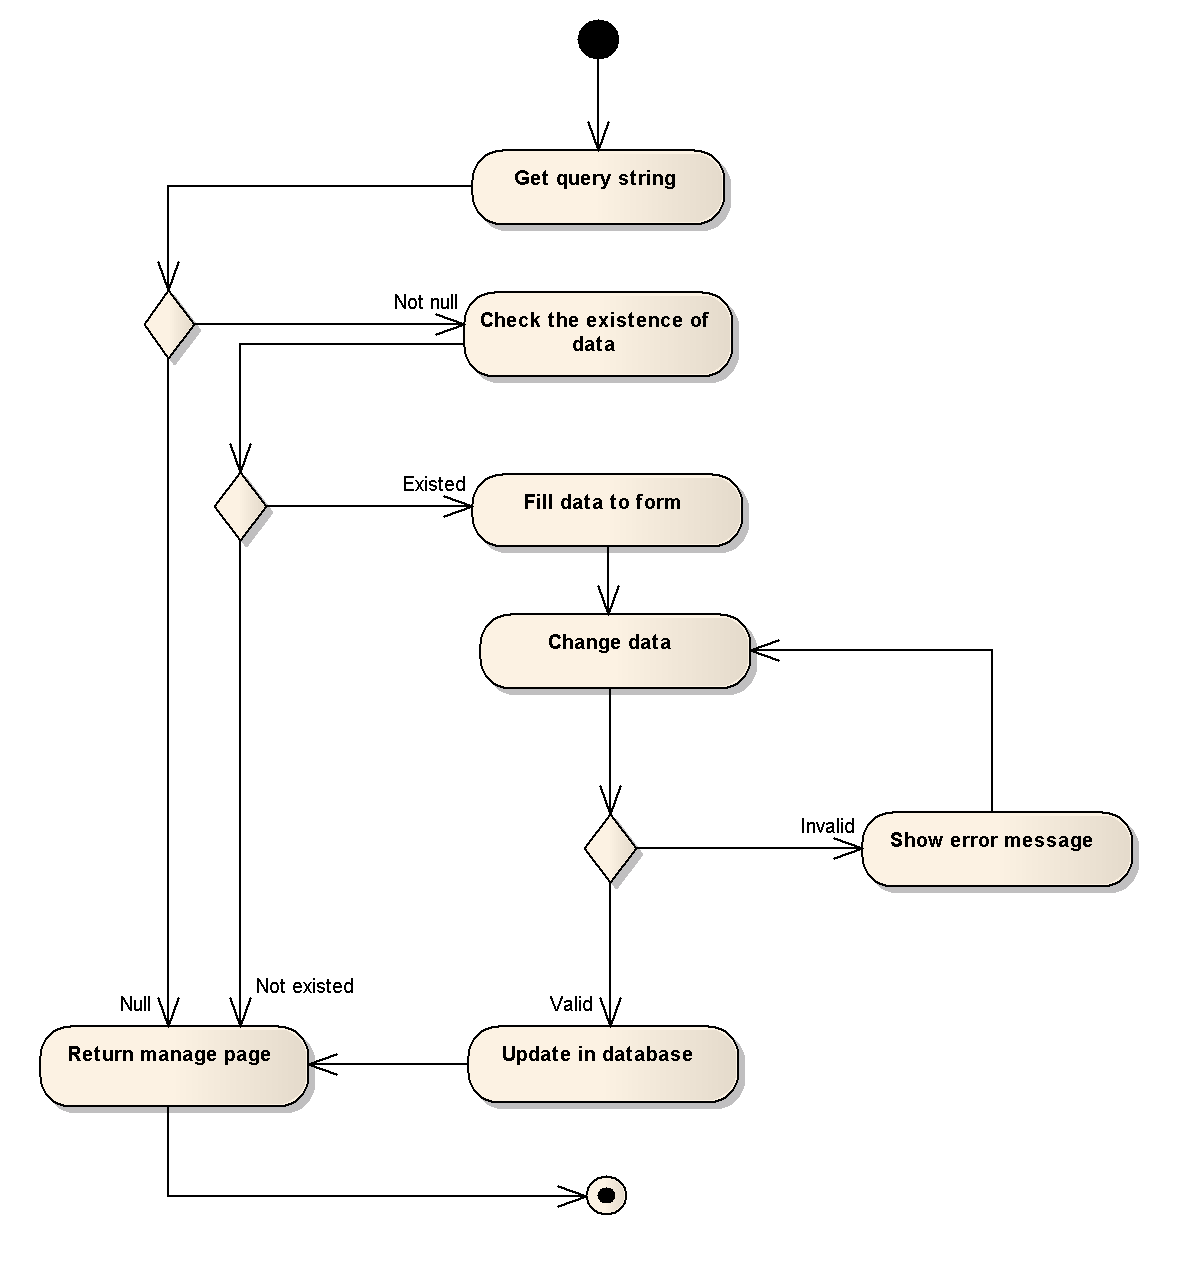 Get query string
Not null
Check the existence of
data
Existed
Fill data to form
Change data
Invalid
Show error message
Not existed
Null
Valid
Return manage page
Update in database